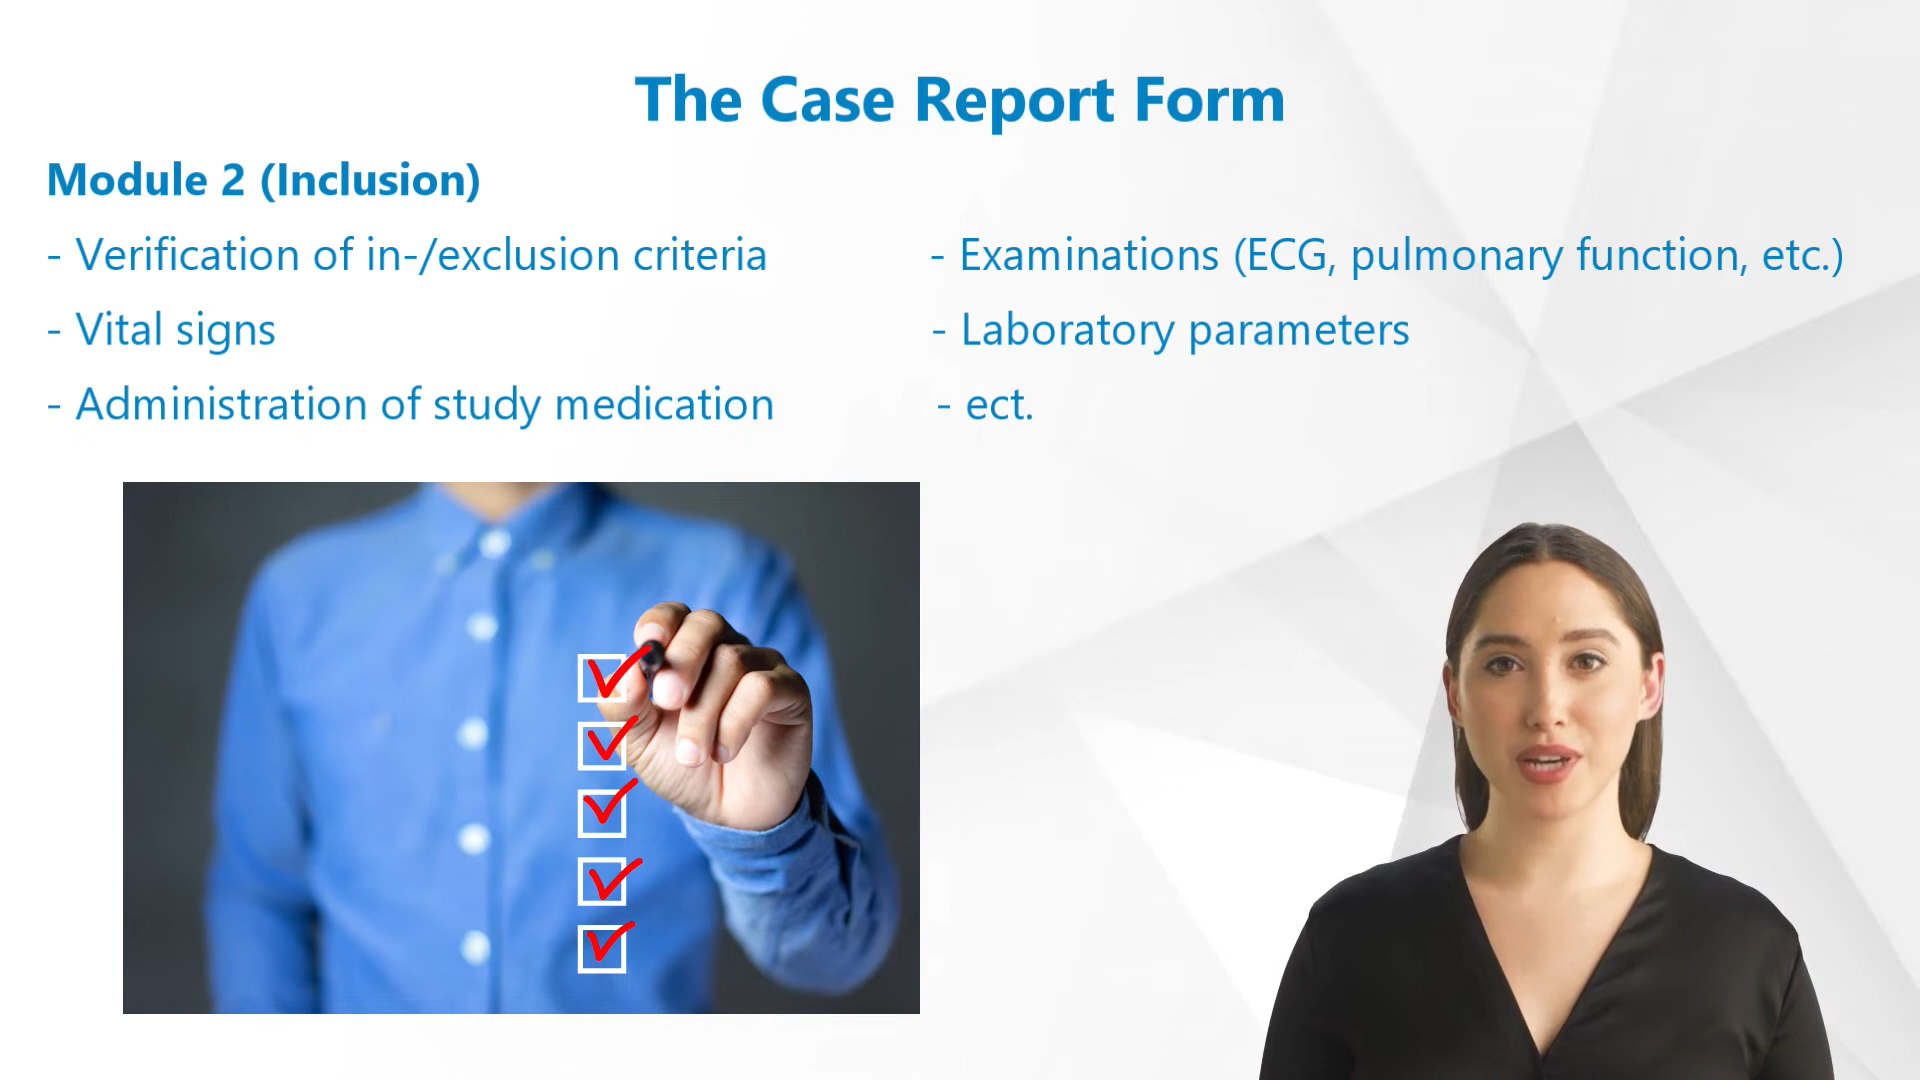 The Case Report Form
Module 2 (Inclusion)
- Verification of in-/exclusion criteria
- Vital signs
- Administration of study medication
- Examinations (ECG, pulmonary function, etc.)
- Laboratory parameters
- ect.